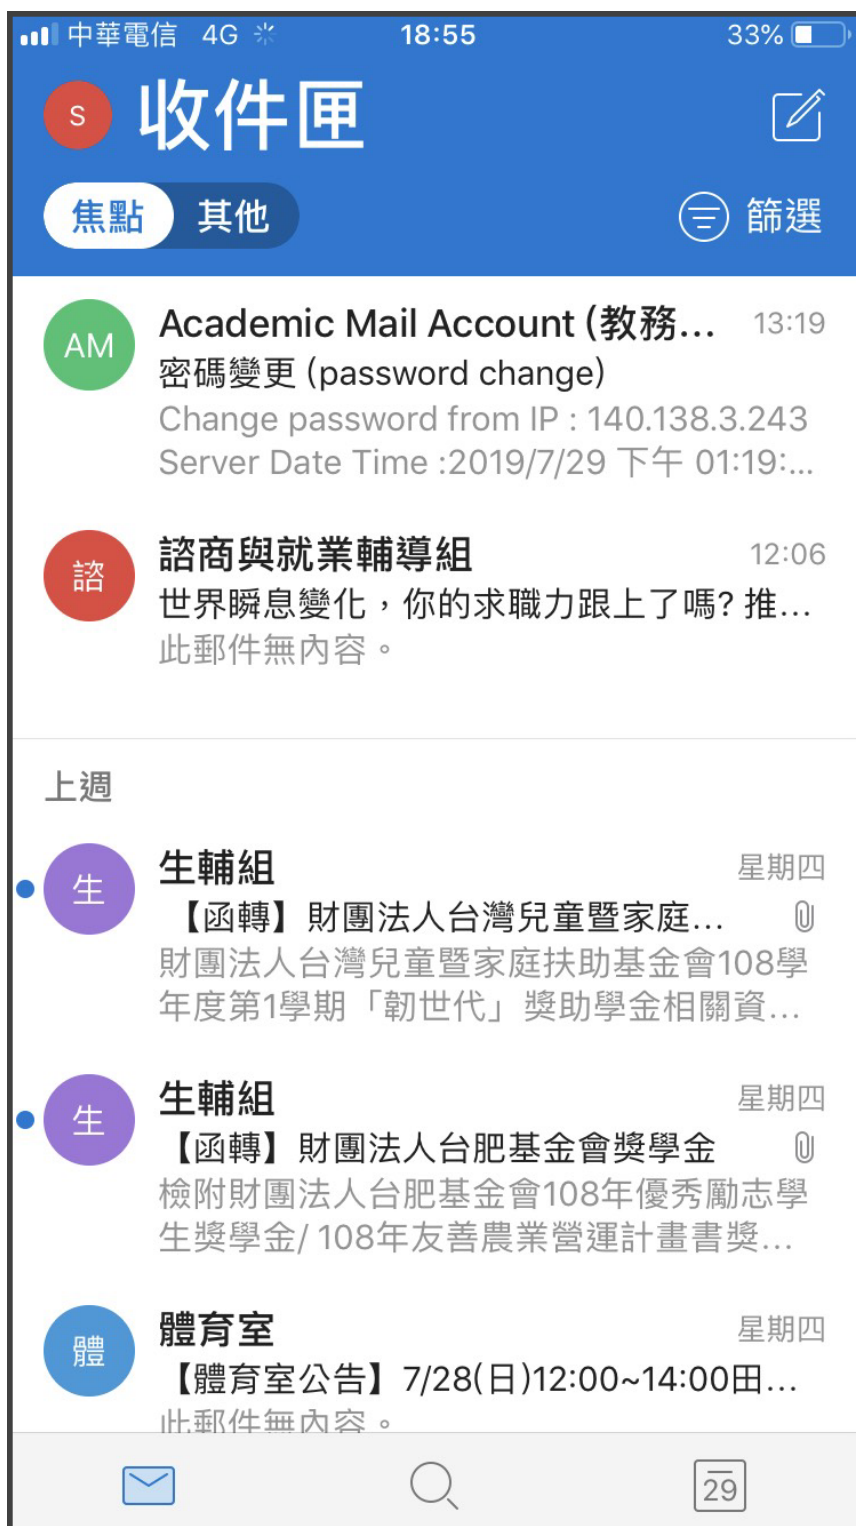 中華電信 4G 18:55 33%
S 收件匣
焦點 其他 篩選
AM Academic Mail Account (教務... 13:19
密碼變更 (password change)
Change password from IP : 140.138.3.243
Server Date Time :2019/7/29 下午 01:19:...
諮 諮商與就業輔導組 12:06
世界瞬息變化，你的求職力跟上了嗎? 推...
此郵件無內容。
上週
生 生輔組 星期四
【函轉】財團法人台灣兒童暨家庭...
財團法人台灣兒童暨家庭扶助基金會108學
年度第1學期「韌世代」獎助學金相關資...
生 生輔組 星期四
【函轉】財團法人台肥基金會獎學金
檢附財團法人台肥基金會108年優秀勵志學
生獎學金/ 108年友善農業營運計畫書獎...
體 體育室 星期四
【體育室公告】7/28(日)12:00~14:00田...
此郵件無內容。
29